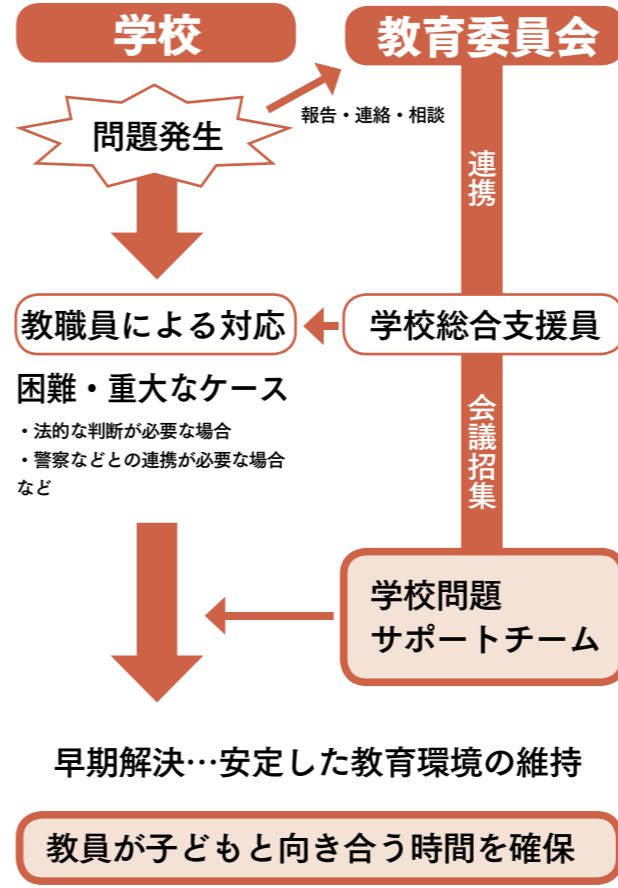 学校
教育委員会
問題発生
報告・連絡・相談
連携
教職員による対応
学校総合支援員
困難・重大なケース
・法的な判断が必要な場合
・警察などとの連携が必要な場合
など
会議招集
学校問題
サポートチーム
早期解決…安定した教育環境の維持
教員が子どもと向き合う時間を確保